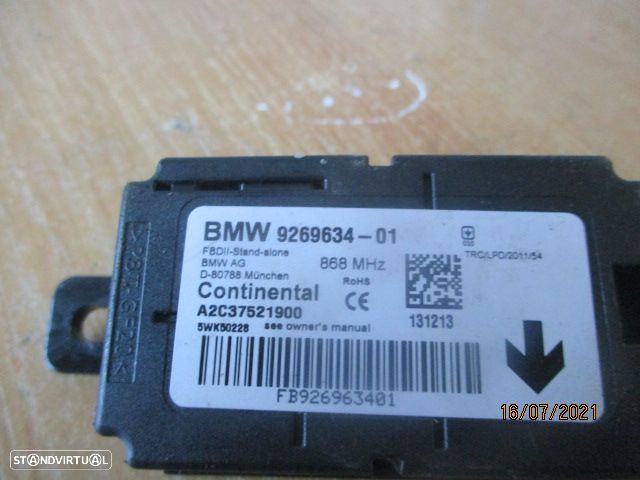 BMW 9269634-01
FBDII-Stand-alone
BMW AG
D-80788 München
868 MHz
RoHS
TRC/LPD/2011/54
Continental
CE
A2C37521900
5WK50228 see owner's manual
131213
FB926963401
16/07/2021
STANDVIRTUAL